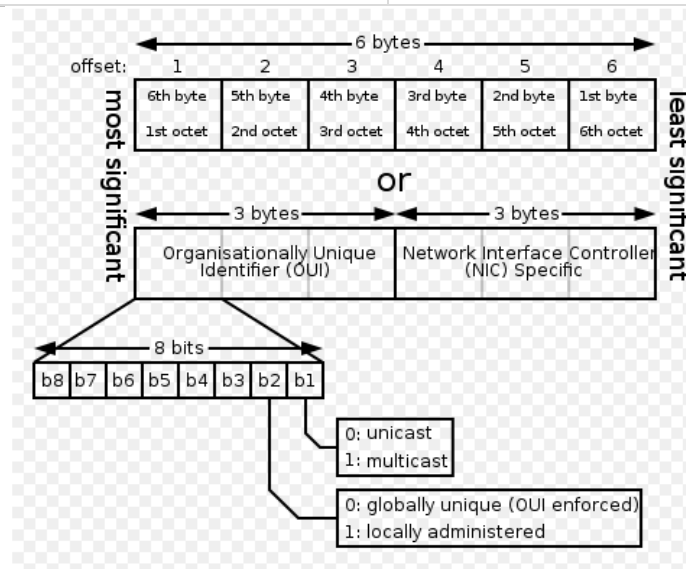 6 bytes
offset: 1 2 3 4 5 6
6th byte 5th byte 4th byte 3rd byte 2nd byte 1st byte
1st octet 2nd octet 3rd octet 4th octet 5th octet 6th octet
most significant
least significant
or
3 bytes 3 bytes
Organisationally Unique
Identifier (OUI)
Network Interface Controller
(NIC) Specific
8 bits
b8 b7 b6 b5 b4 b3 b2 b1
0: unicast
1: multicast
0: globally unique (OUI enforced)
1: locally administered